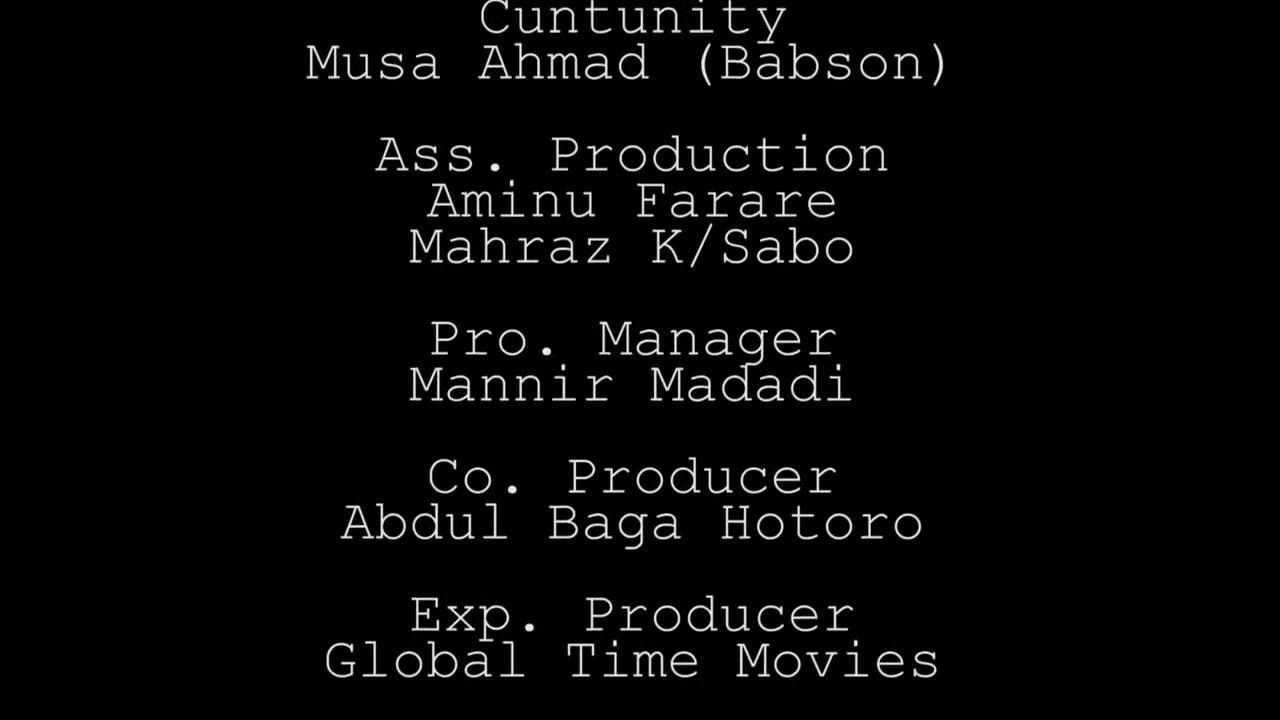 Cuntunity
Musa Ahmad (Babson)
Ass. Production
Aminu Farare
Mahraz K/Sabo
Pro. Manager
Mannir Madadi
Co. Producer
Abdul Baga Hotoro
Exp. Producer
Global Time Movies